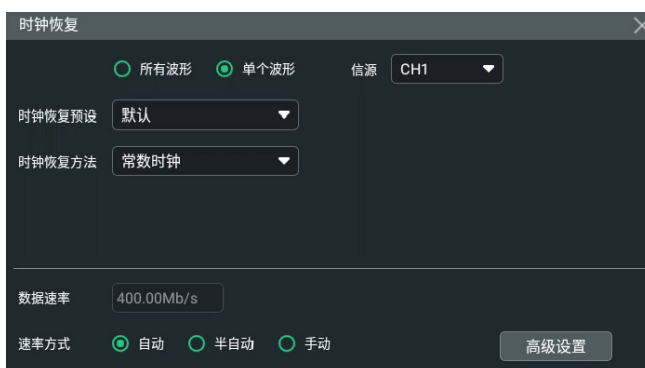 时钟恢复
所有波形 单个波形 信源 CH1
时钟恢复预设 默认
时钟恢复方法 常数时钟
数据速率 400.00Mb/s
速率方式 自动 半自动 手动 高级设置